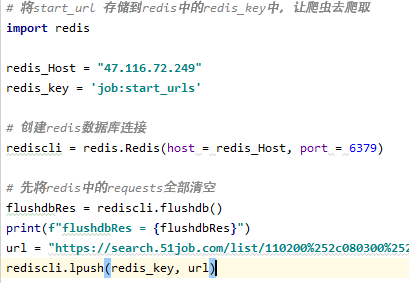 # 将start_url 存储到redis中的redis_key中，让爬虫去爬取
import redis
redis_Host = "47.116.72.249"
redis_key = 'job:start_urls'
# 创建redis数据库连接
rediscli = redis.Redis(host = redis_Host, port = 6379)
# 先将redis中的requests全部清空
flushdbRes = rediscli.flushdb()
print(f"flushdbRes = {flushdbRes}")
url = "https://search.51job.com/list/110200%252c080300%252
rediscli.lpush(redis_key, url)